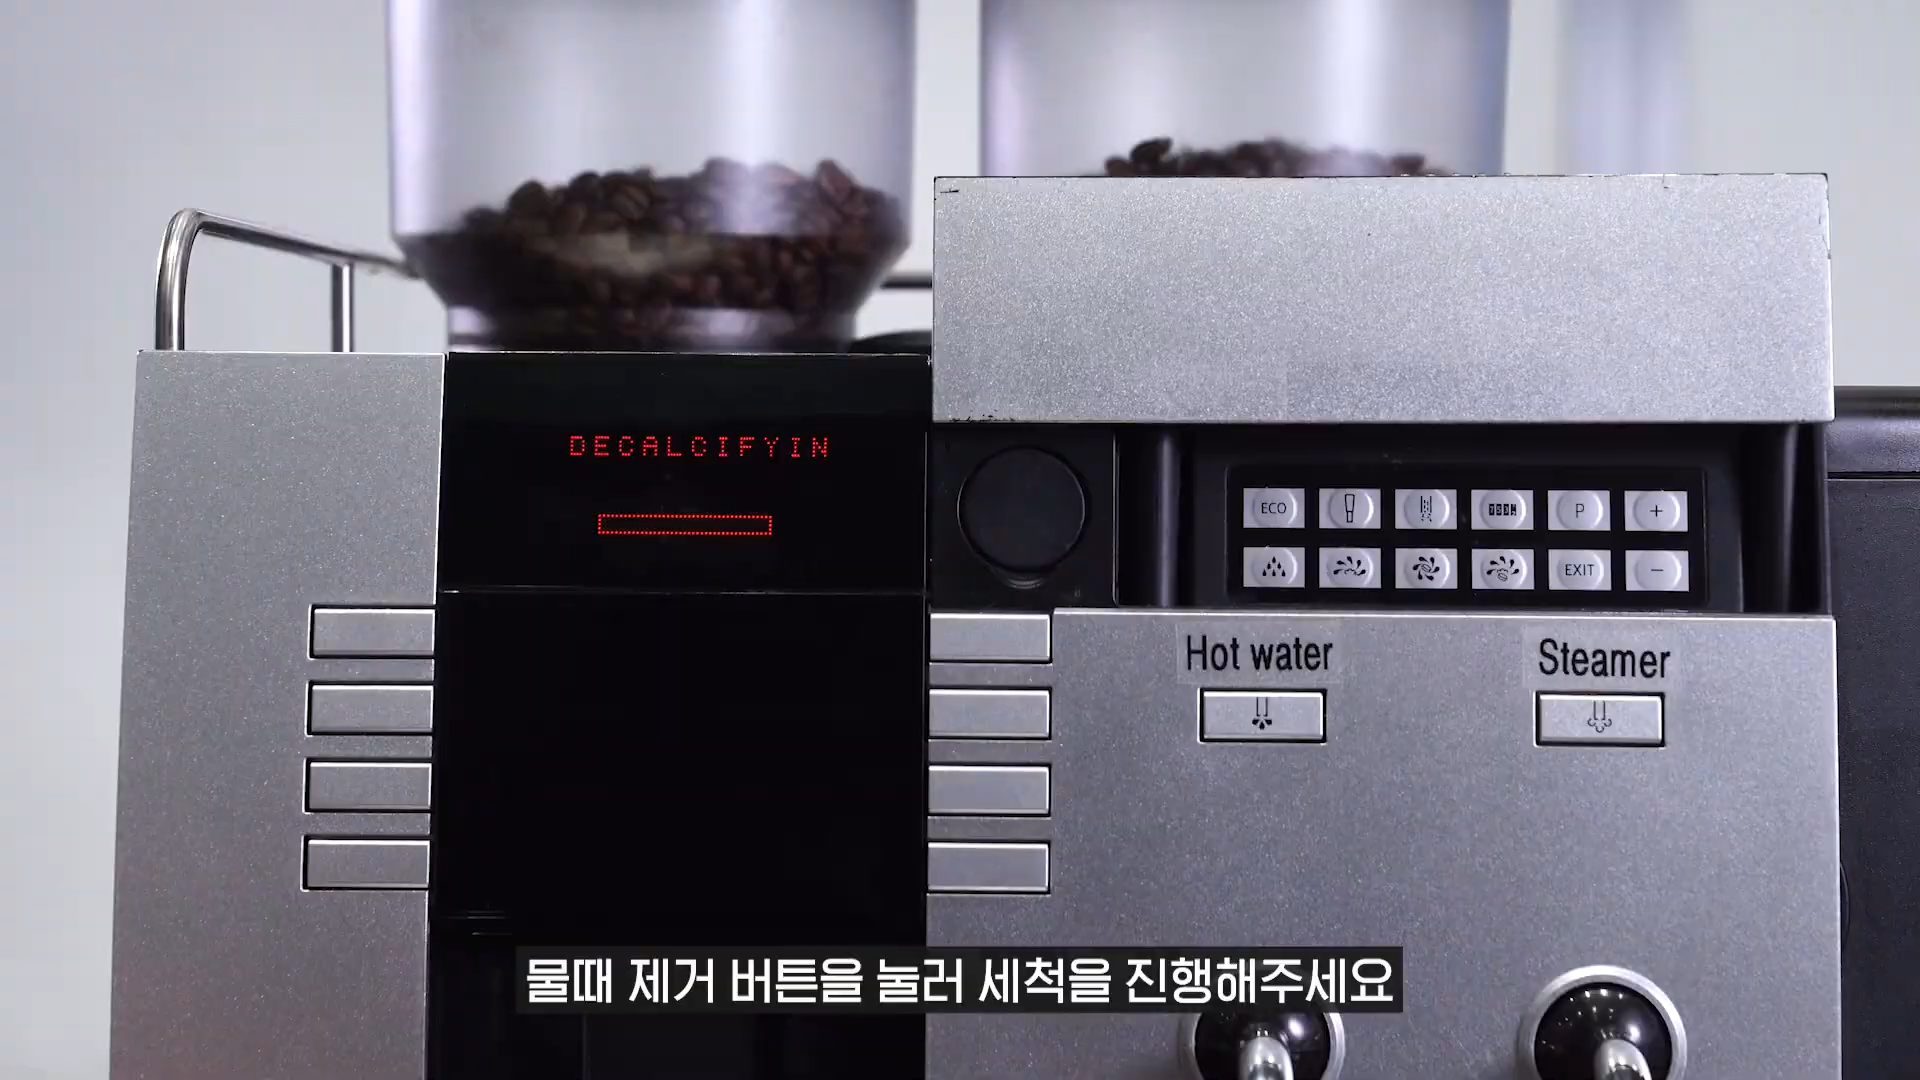 DECALCIFYIN
ECO
P
+
EXIT
-
Hot water
Steamer
물때 제거 버튼을 눌러 세척을 진행해주세요